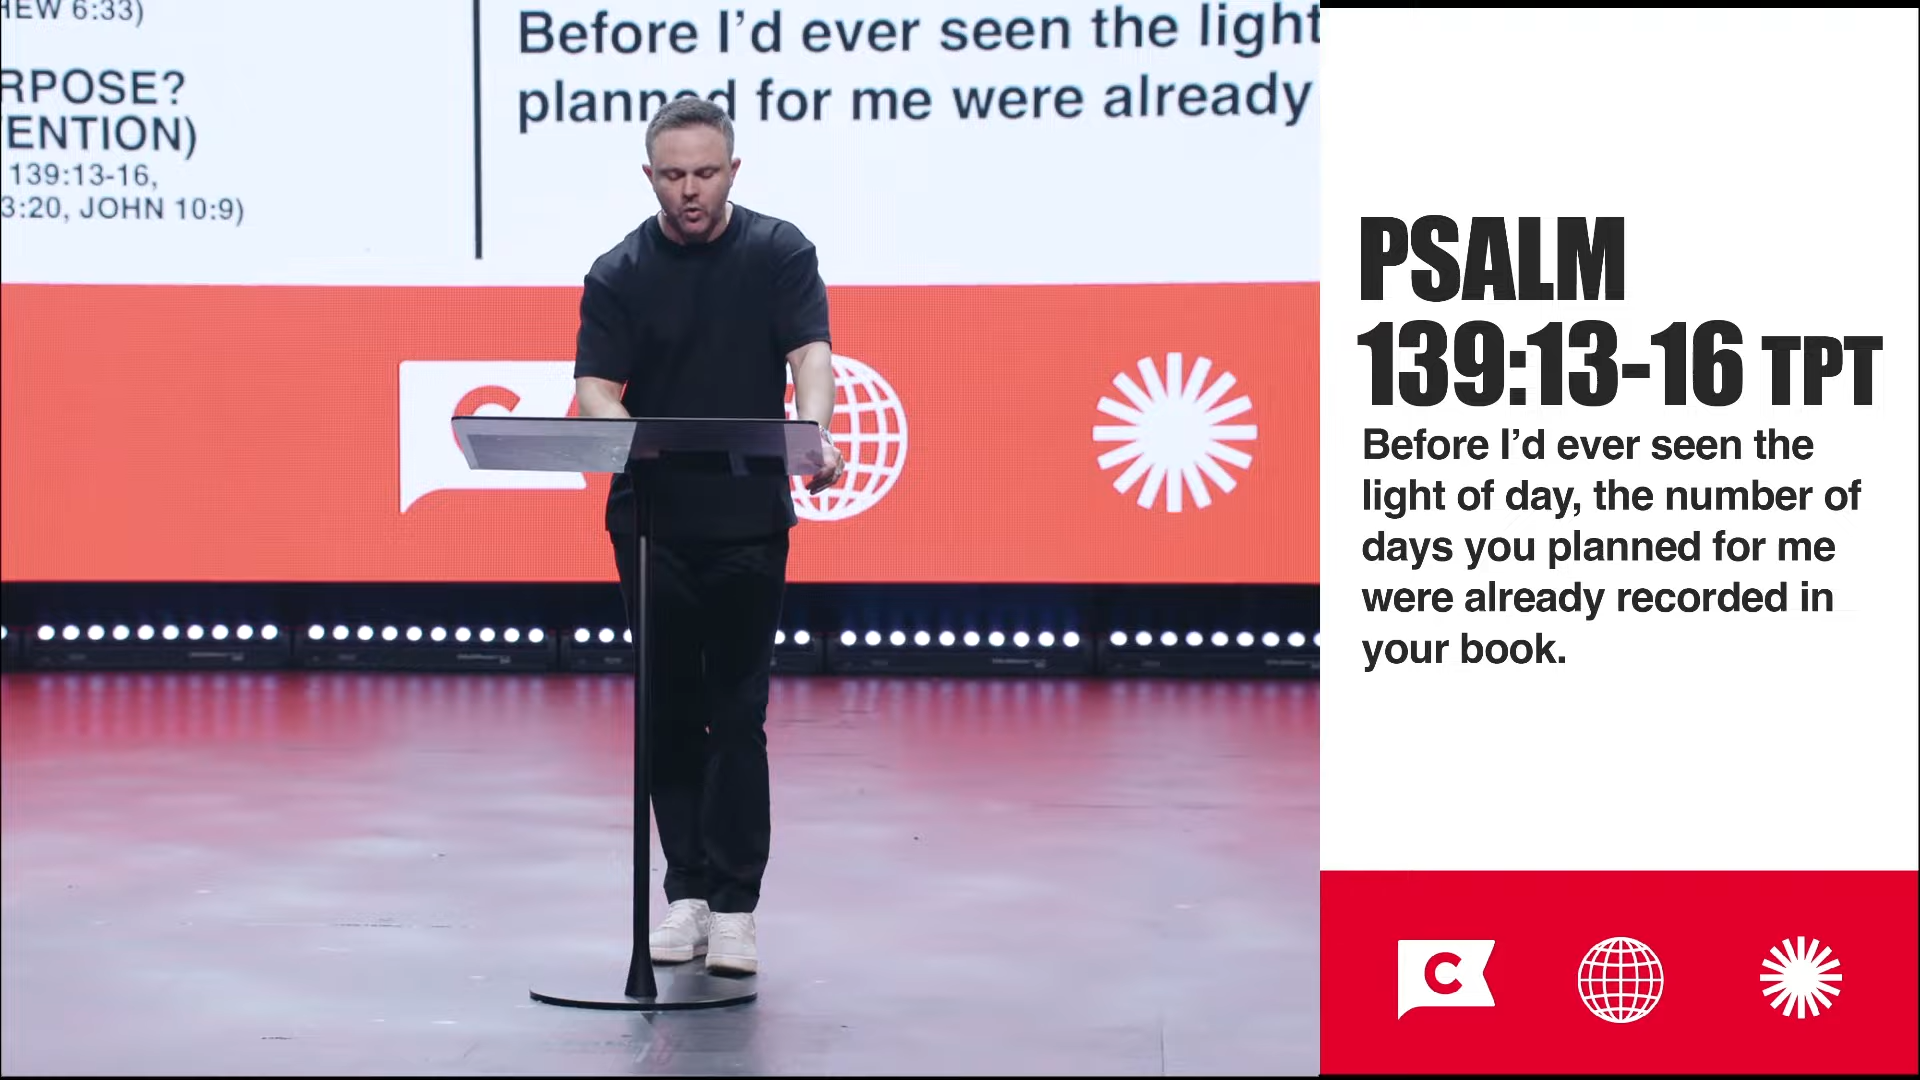 HEW 6:33)
RPOSE?
ENTION)
139:13-16,
3:20, JOHN 10:9)
Before I’d ever seen the light
planned for me were already
C
PSALM
139:13-16 TPT
Before I’d ever seen the
light of day, the number of
days you planned for me
were already recorded in
your book.
C